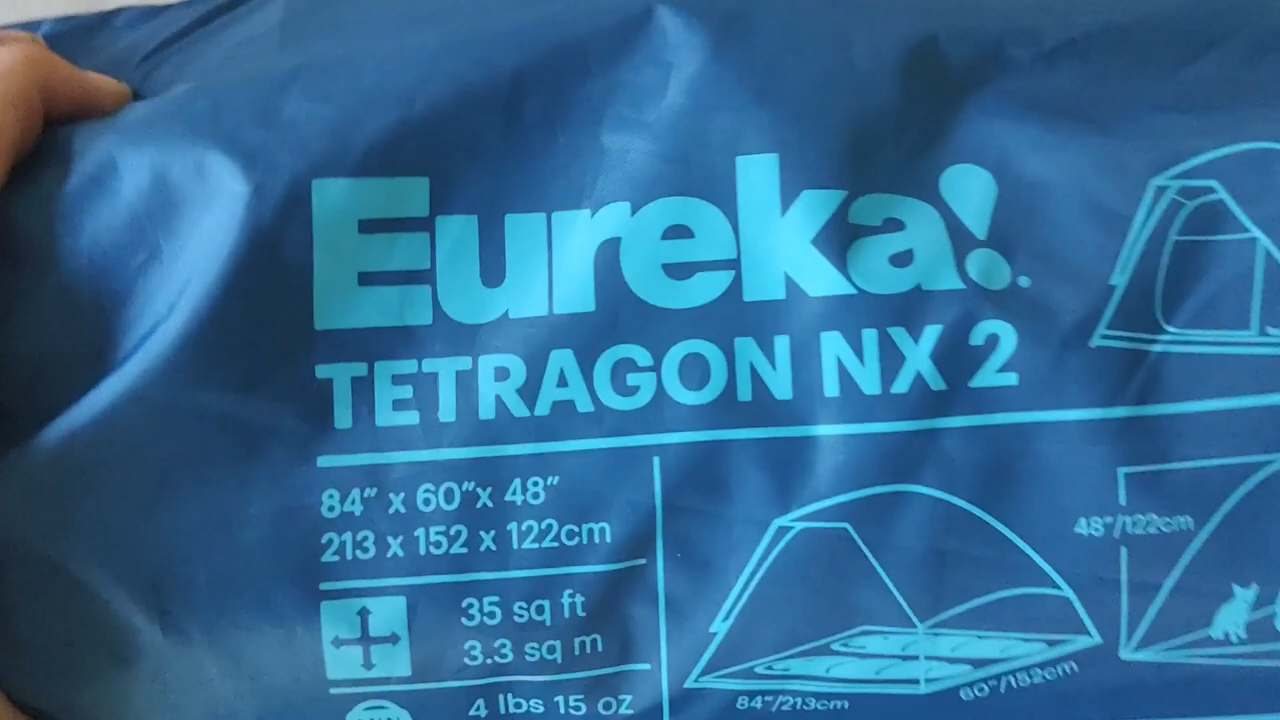 Eureka!
TETRAGON NX 2
84" x 60"x 48"
213 x 152 x 122cm
35 sq ft
3.3 sq m
4 lbs 15 oz
84"/213cm
60"/152cm
48"/122cm